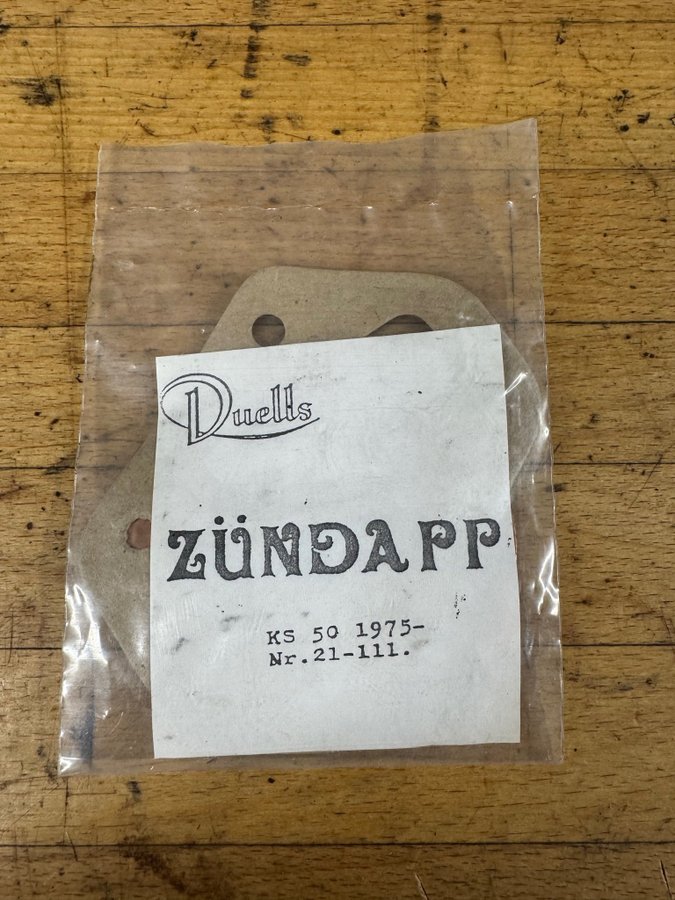 Duells
ZÜNDAPP
KS 50 1975-
Nr.21-111.